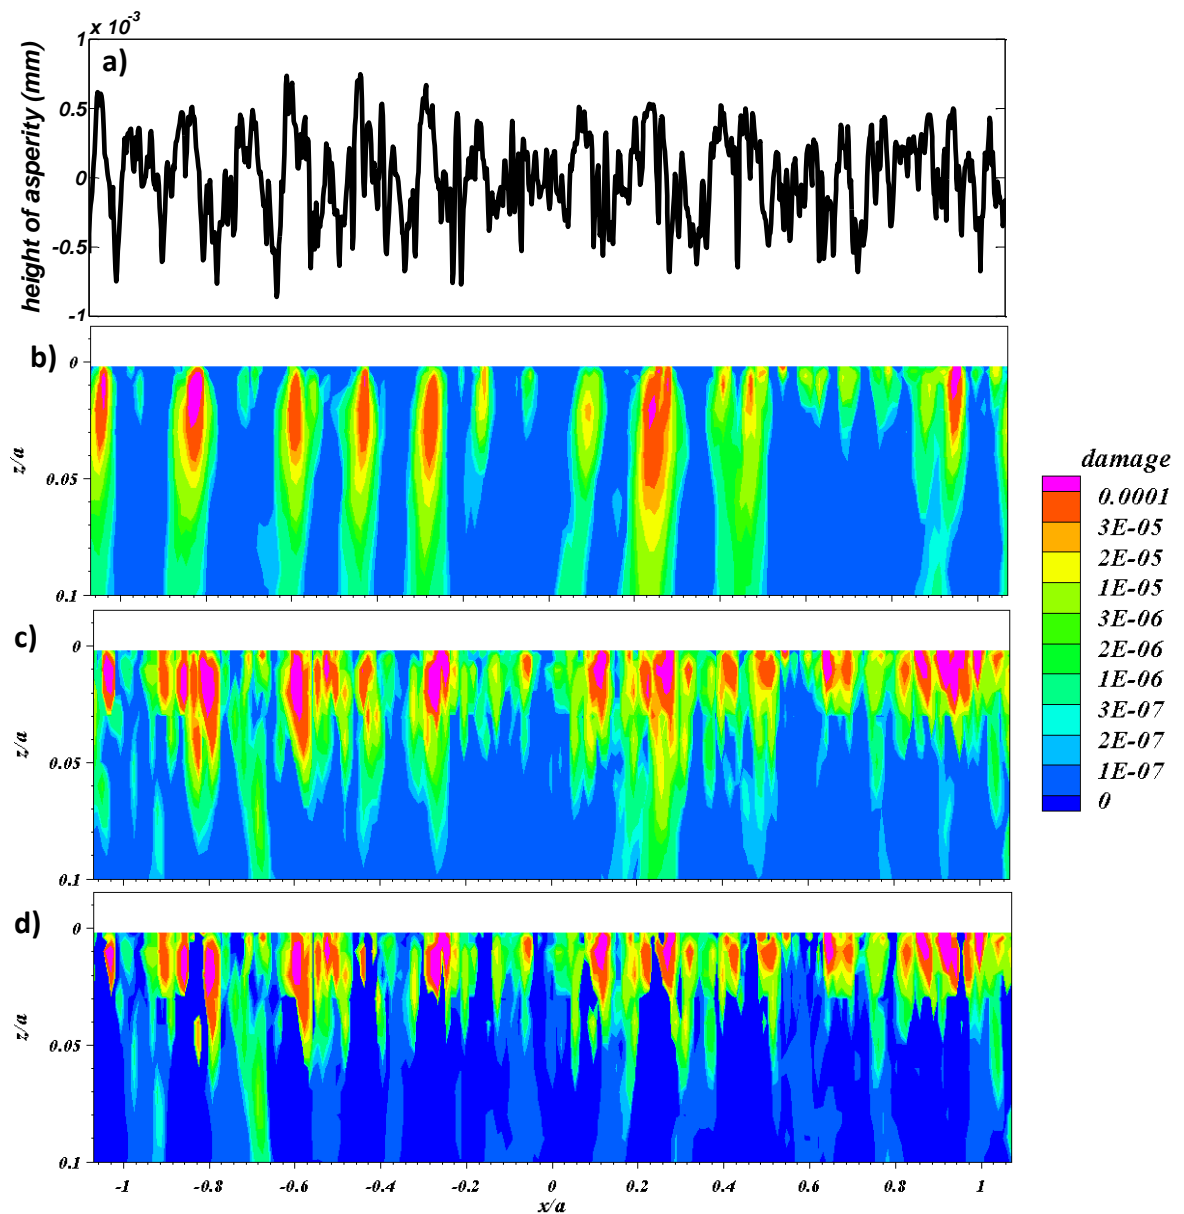 x 10⁻³
1
a)
0.5
0
-0.5
-1
height of asperity (mm)
b)
0
0.05
0.1
z/a
c)
0
0.05
0.1
z/a
d)
0
0.05
0.1
z/a
-1 -0.8 -0.6 -0.4 -0.2 0 0.2 0.4 0.6 0.8 1
x/a
damage
0.0001
3E-05
2E-05
1E-05
3E-06
2E-06
1E-06
3E-07
2E-07
1E-07
0